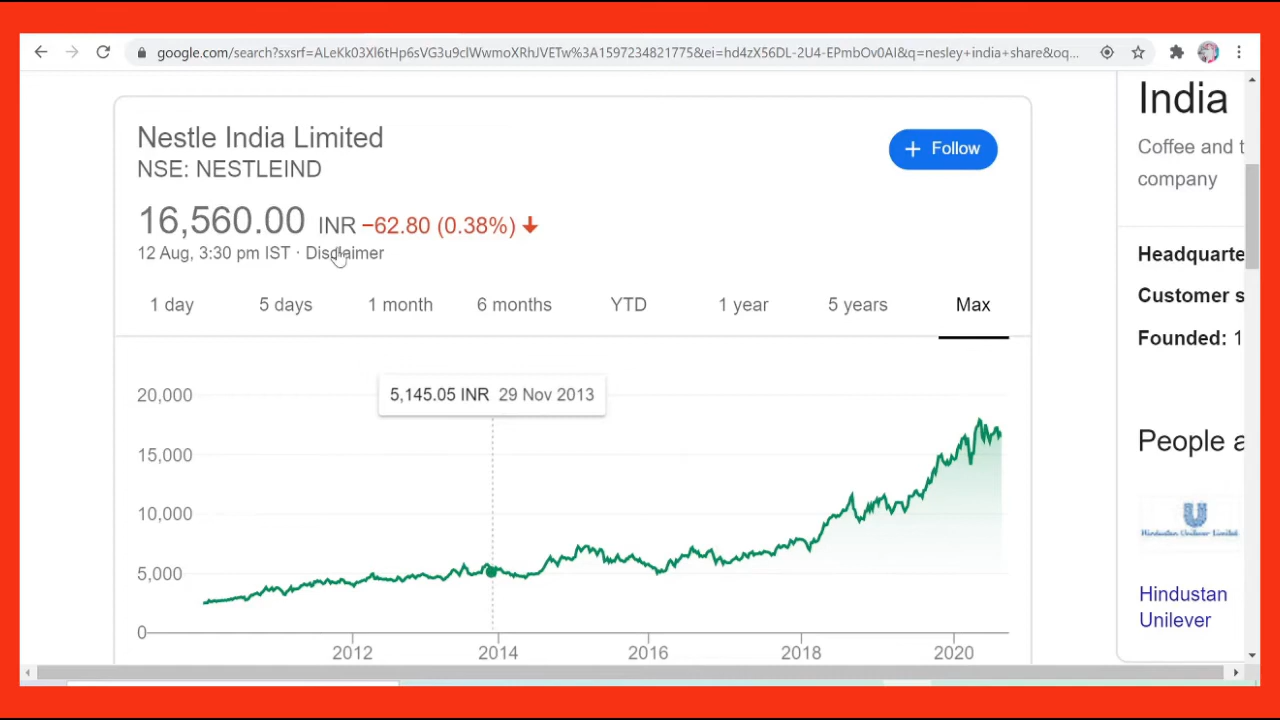 google.com/search?sxsrf=ALeKk03Xl6tHp6sVG3u9clWwmoXRhJVETw%3A1597234821775&ei=hd4zX56DL-2U4-EPmbOv0AI&q=nesley+india+share&oq...
Nestle India Limited
NSE: NESTLEIND
+ Follow
16,560.00 INR −62.80 (0.38%)
12 Aug, 3:30 pm IST · Disclaimer
1 day 5 days 1 month 6 months YTD 1 year 5 years Max
5,145.05 INR 29 Nov 2013
20,000
15,000
10,000
5,000
0
2012 2014 2016 2018 2020
India
Coffee and t
company
Headquarte
Customer s
Founded: 1
People a
Hindustan Unilever Limited
Hindustan
Unilever